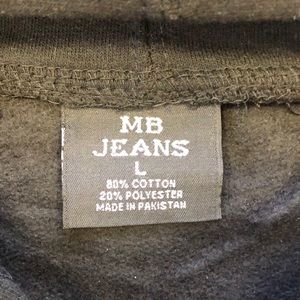 MB
JEANS
L
80% COTTON
20% POLYESTER
MADE IN PAKISTAN